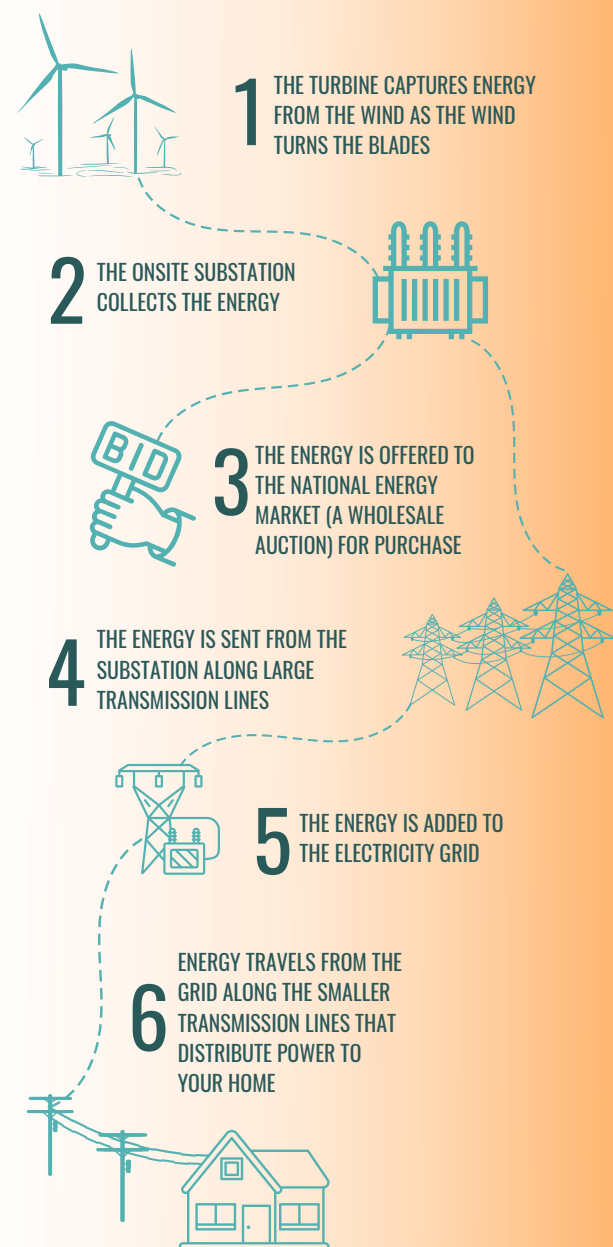 1
THE TURBINE CAPTURES ENERGY
FROM THE WIND AS THE WIND
TURNS THE BLADES
2
THE ONSITE SUBSTATION
COLLECTS THE ENERGY
BID
3
THE ENERGY IS OFFERED TO
THE NATIONAL ENERGY
MARKET (A WHOLESALE
AUCTION) FOR PURCHASE
4
THE ENERGY IS SENT FROM THE
SUBSTATION ALONG LARGE
TRANSMISSION LINES
5
THE ENERGY IS ADDED TO
THE ELECTRICITY GRID
6
ENERGY TRAVELS FROM THE
GRID ALONG THE SMALLER
TRANSMISSION LINES THAT
DISTRIBUTE POWER TO
YOUR HOME